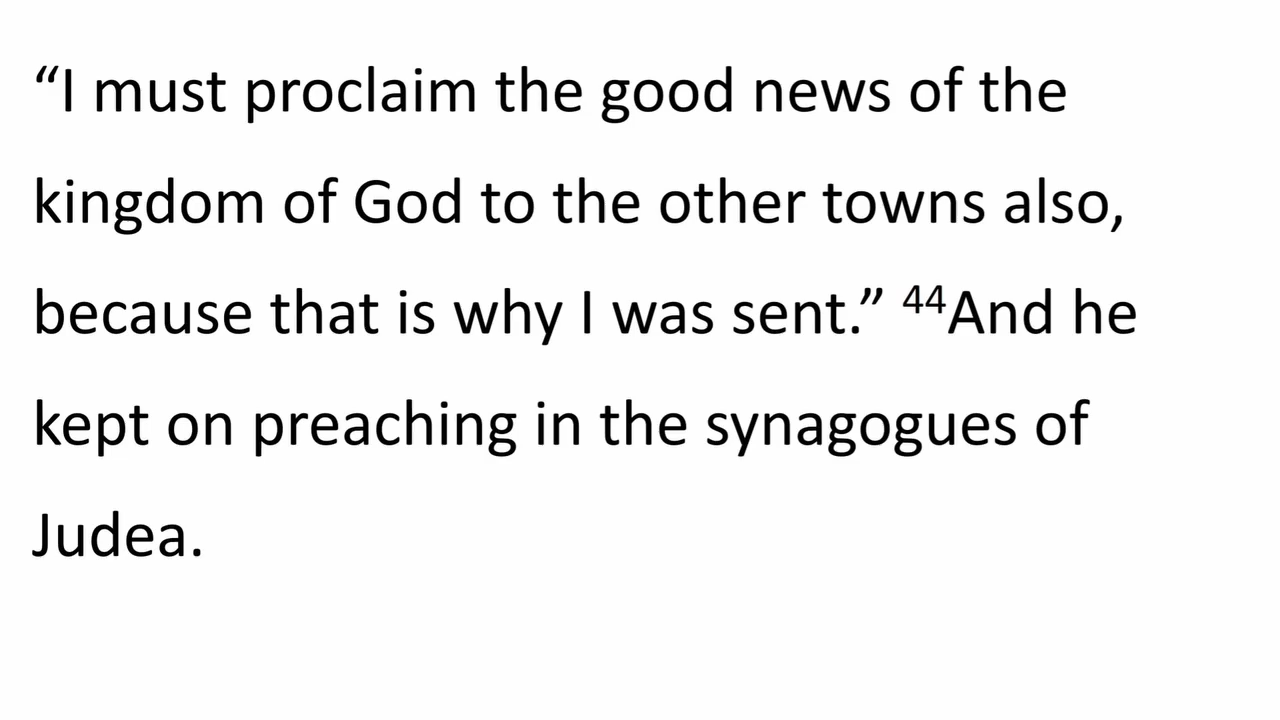 “I must proclaim the good news of the
kingdom of God to the other towns also,
because that is why I was sent.” ⁴⁴And he
kept on preaching in the synagogues of
Judea.